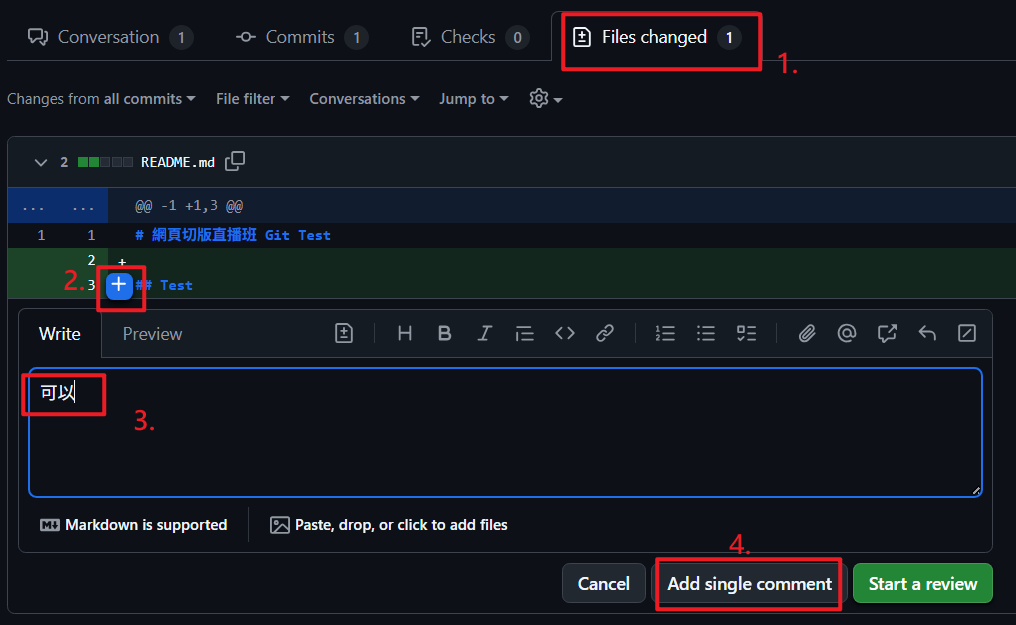 Conversation 1 Commits 1 Checks 0 Files changed 1
1.
Changes from all commits File filter Conversations Jump to
2 README.md
... ... @@ -1 +1,3 @@
1 1 # 網頁切版直播班 Git Test
2 +
2. 3 + ## Test
Write Preview H B I
可以
3.
M↓ Markdown is supported Paste, drop, or click to add files
4.
Cancel Add single comment Start a review